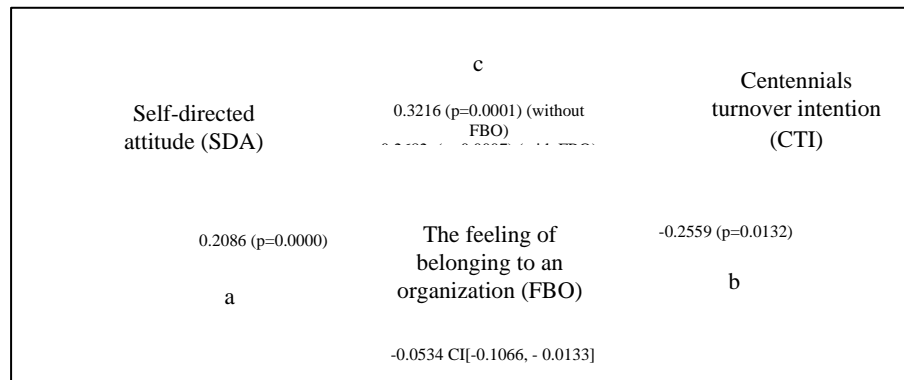 c
Self-directed
attitude (SDA)
0.3216 (p=0.0001) (without
FBO)
Centennials
turnover intention
(CTI)
0.2086 (p=0.0000)
a
The feeling of
belonging to an
organization (FBO)
-0.2559 (p=0.0132)
b
-0.0534 CI[-0.1066, - 0.0133]